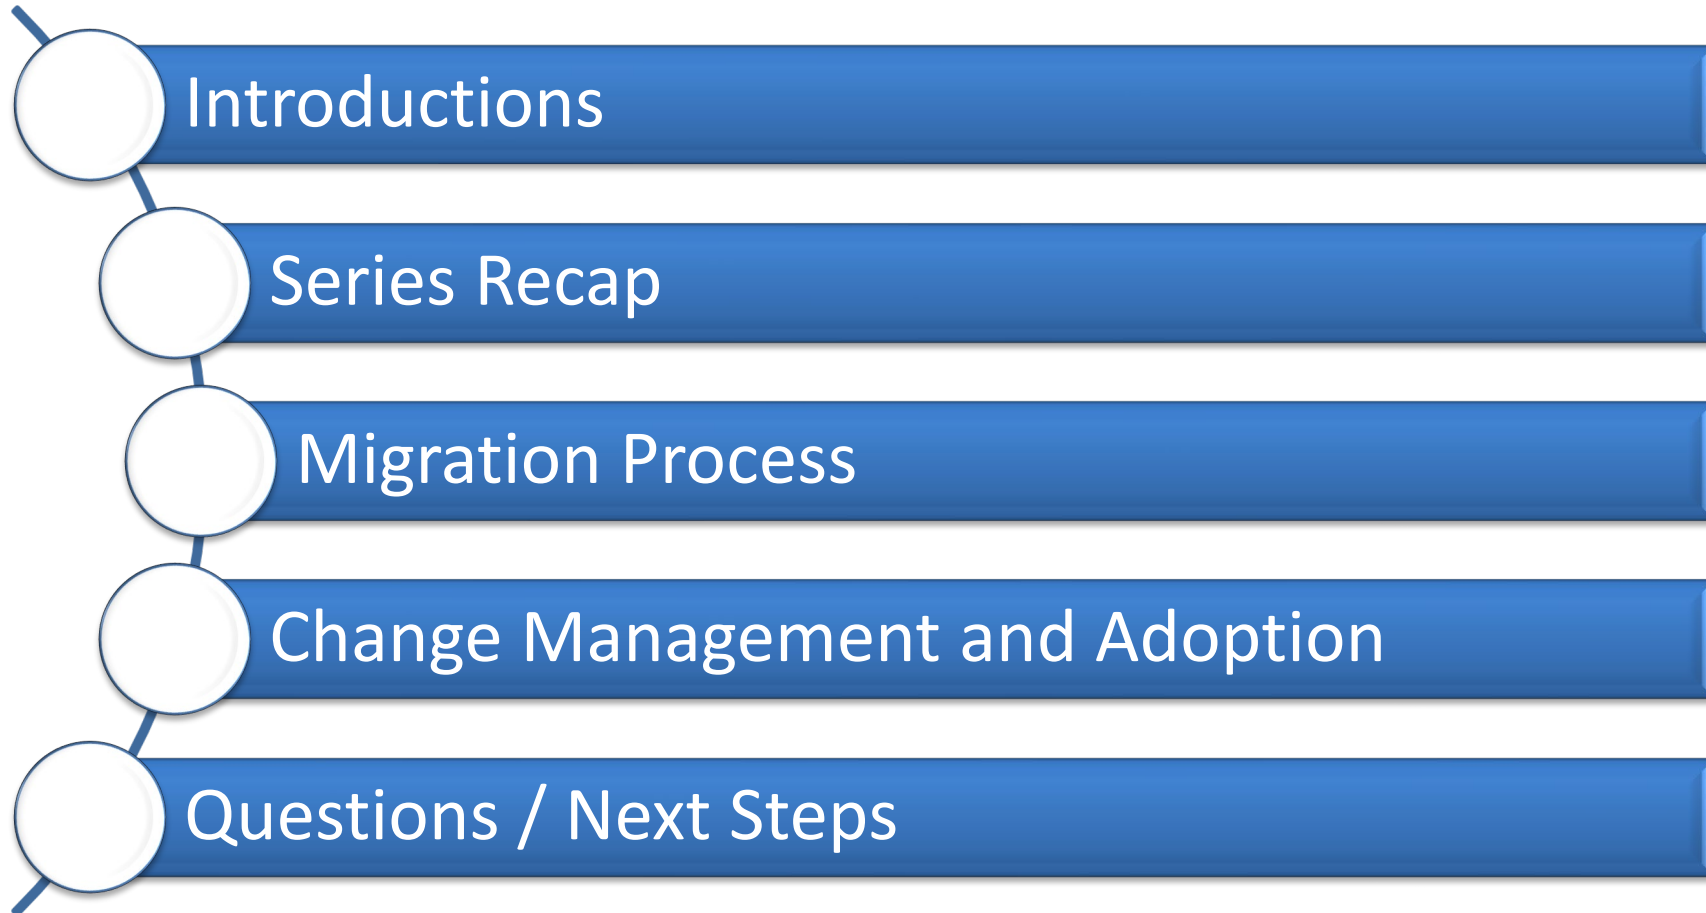 Introductions
Series Recap
Migration Process
Change Management and Adoption
Questions / Next Steps